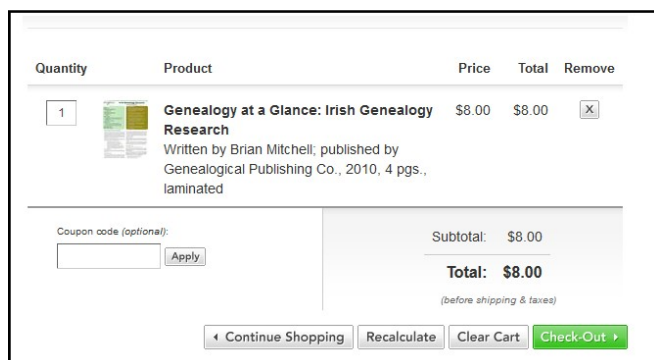 Quantity Product Price Total Remove
1 Genealogy at a Glance: Irish Genealogy $8.00 $8.00 X
Research
Written by Brian Mitchell; published by
Genealogical Publishing Co., 2010, 4 pgs.,
laminated
Coupon code (optional):
Apply
Subtotal: $8.00
Total: $8.00
(before shipping & taxes)
Continue Shopping Recalculate Clear Cart Check-Out